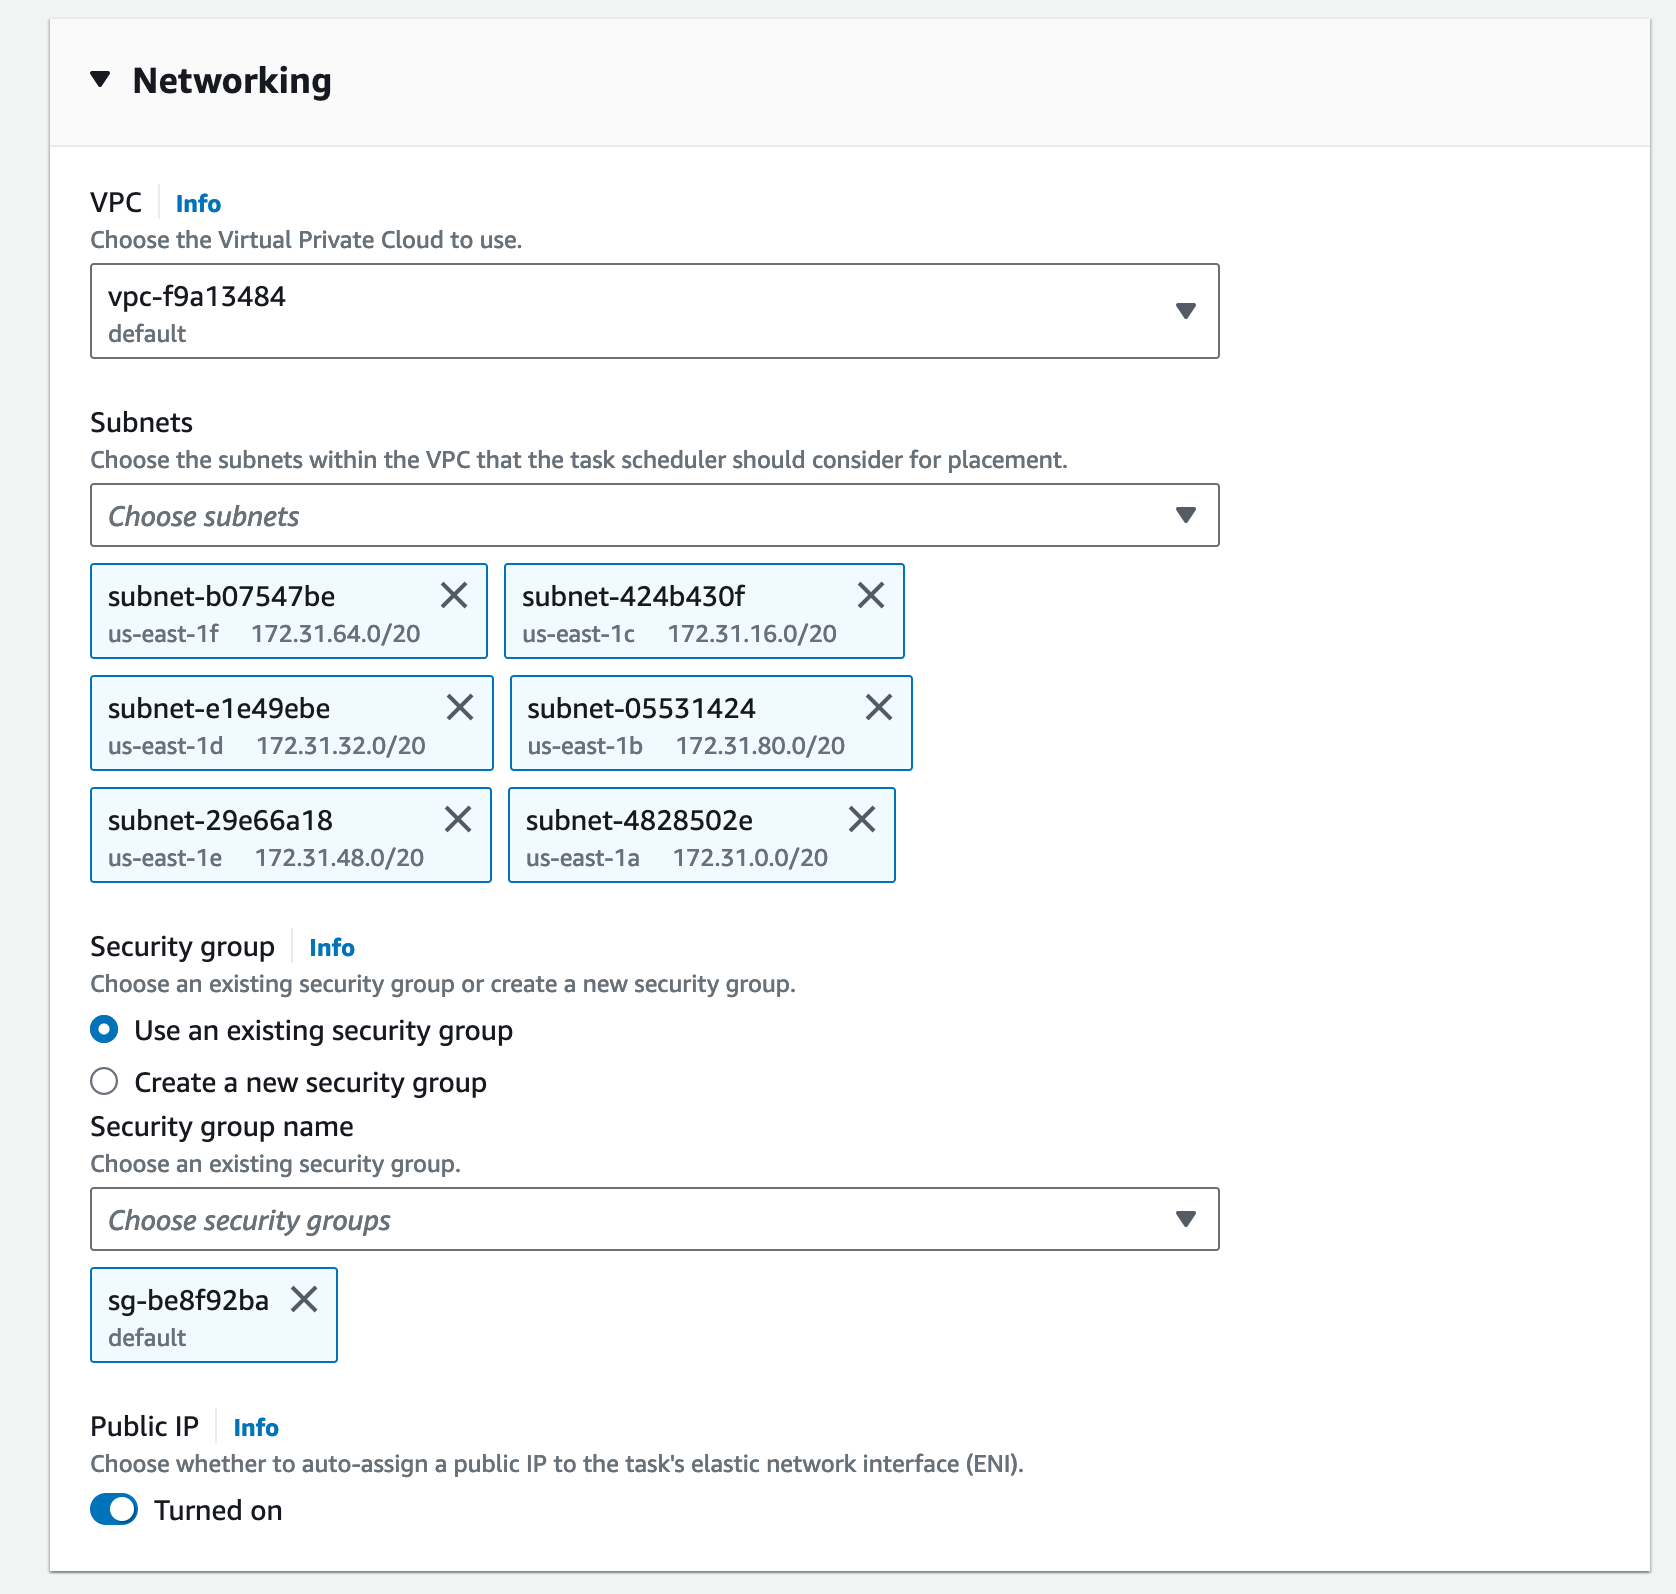 Networking
VPC Info
Choose the Virtual Private Cloud to use.
vpc-f9a13484
default
Subnets
Choose the subnets within the VPC that the task scheduler should consider for placement.
Choose subnets
subnet-b07547be subnet-424b430f
us-east-1f 172.31.64.0/20 us-east-1c 172.31.16.0/20
subnet-e1e49ebe subnet-05531424
us-east-1d 172.31.32.0/20 us-east-1b 172.31.80.0/20
subnet-29e66a18 subnet-4828502e
us-east-1e 172.31.48.0/20 us-east-1a 172.31.0.0/20
Security group Info
Choose an existing security group or create a new security group.
Use an existing security group
Create a new security group
Security group name
Choose an existing security group.
Choose security groups
sg-be8f92ba
default
Public IP Info
Choose whether to auto-assign a public IP to the task's elastic network interface (ENI).
Turned on